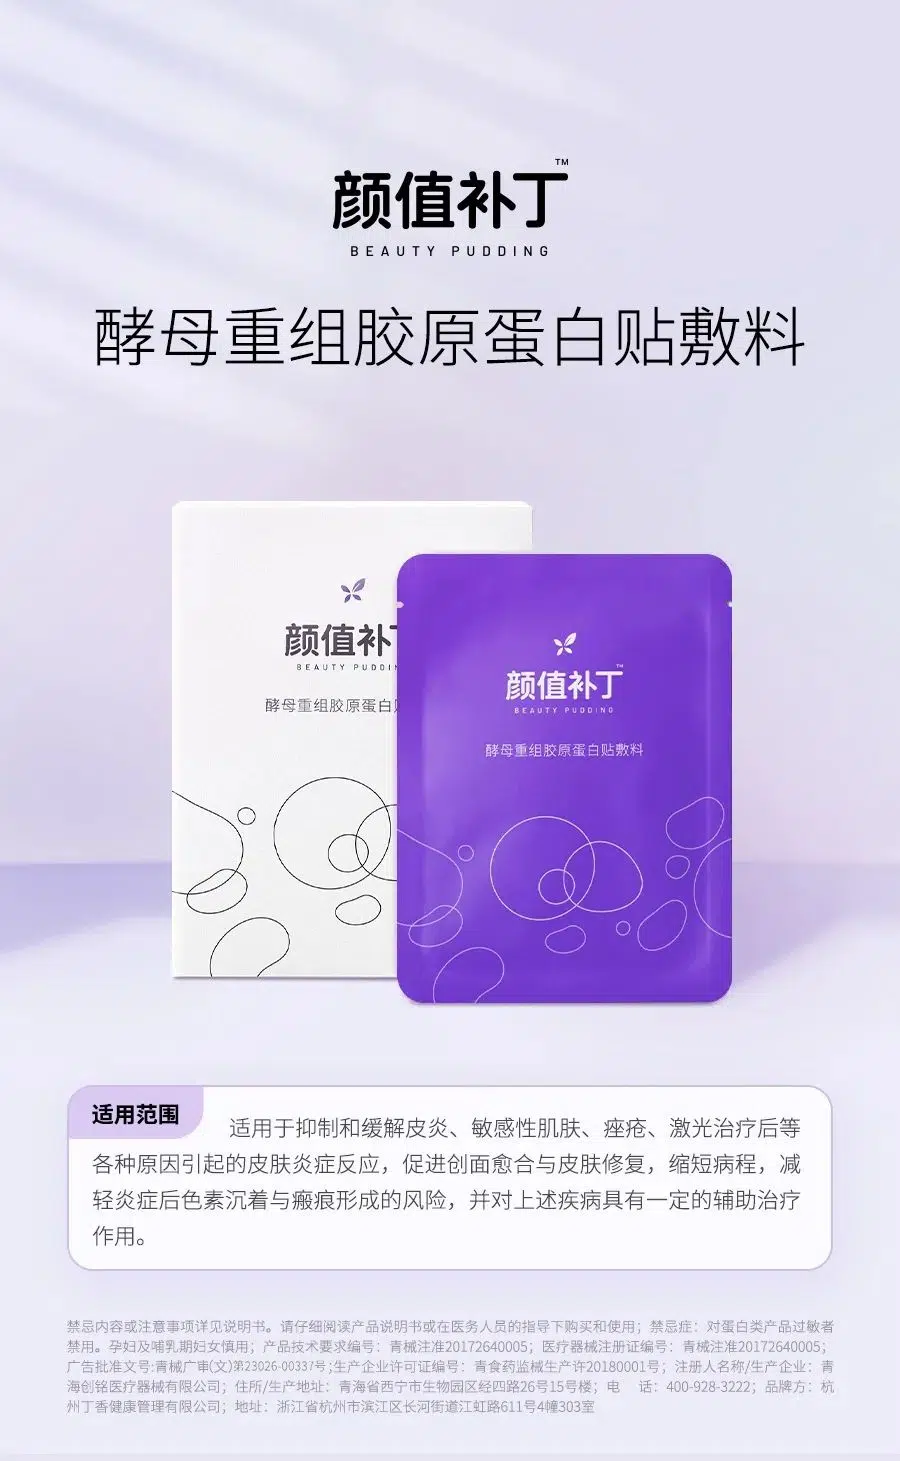 颜值补丁™
BEAUTY PUDDING
酵母重组胶原蛋白贴敷料
颜值补丁
BEAUTY PUDDIN
酵母重组胶原蛋白贝
颜值补丁™
BEAUTY PUDDING
酵母重组胶原蛋白贴敷料
适用范围
适用于抑制和缓解皮炎、敏感性肌肤、痤疮、激光治疗后等
各种原因引起的皮肤炎症反应，促进创面愈合与皮肤修复，缩短病程，减
轻炎症后色素沉着与瘢痕形成的风险，并对上述疾病具有一定的辅助治疗
作用。
禁忌内容或注意事项详见说明书。请仔细阅读产品说明书或在医务人员的指导下购买和使用；禁忌症：对蛋白类产品过敏者
禁用。孕妇及哺乳期妇女慎用；产品技术要求编号：青械注准20172640005；医疗器械注册证编号：青械注准20172640005；
广告批准文号:青械广审(文)第23026-00337号;生产企业许可证编号：青食药监械生产许20180001号；注册人名称/生产企业：青
海创铭医疗器械有限公司；住所/生产地址：青海省西宁市生物园区经四路26号15号楼；电 话：400-928-3222；品牌方：杭
州丁香健康管理有限公司；地址：浙江省杭州市滨江区长河街道江虹路611号4幢303室